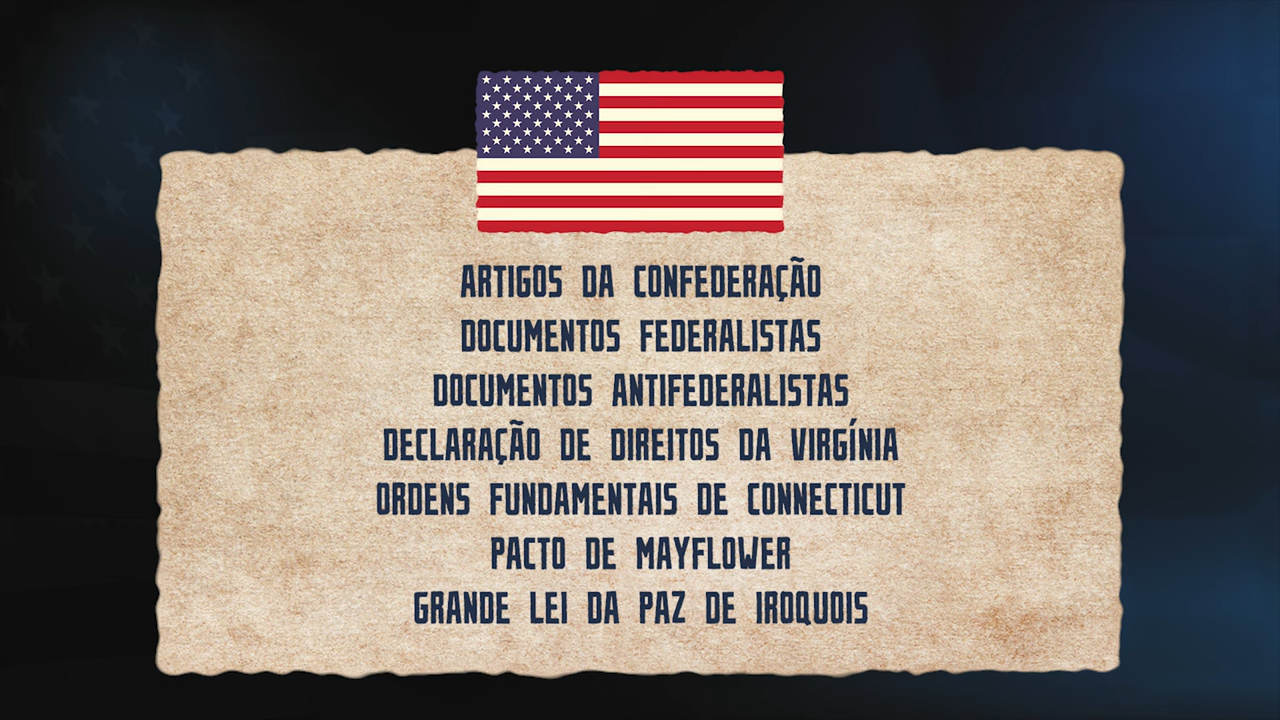 ARTIGOS DA CONFEDERAÇÃO
DOCUMENTOS FEDERALISTAS
DOCUMENTOS ANTIFEDERALISTAS
DECLARAÇÃO DE DIREITOS DA VIRGÍNIA
ORDENS FUNDAMENTAIS DE CONNECTICUT
PACTO DE MAYFLOWER
GRANDE LEI DA PAZ DE IROQUOIS